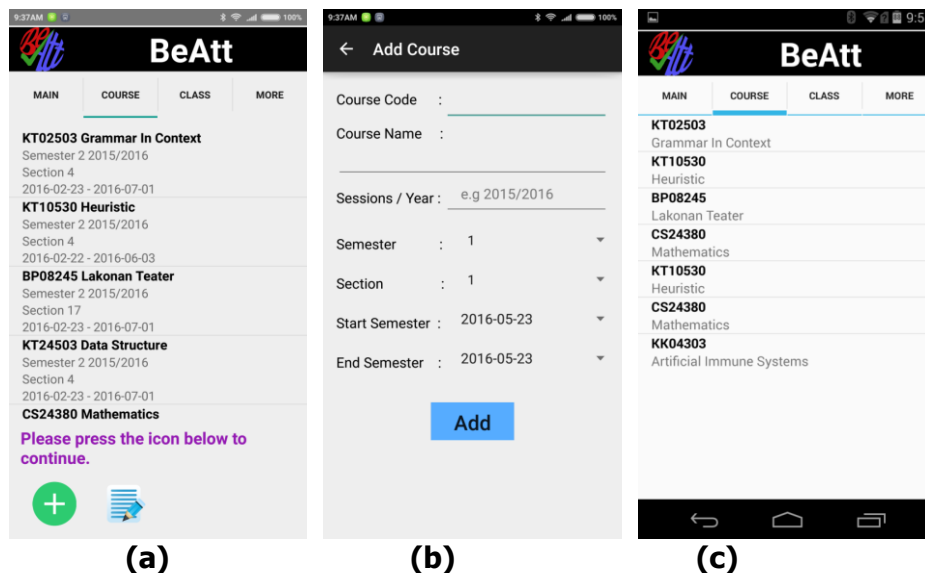 9:37AM 100%
BAtt BeAtt
MAIN COURSE CLASS MORE
KT02503 Grammar In Context
Semester 2 2015/2016
Section 4
2016-02-23 - 2016-07-01
KT10530 Heuristic
Semester 2 2015/2016
Section 4
2016-02-22 - 2016-06-03
BP08245 Lakonan Teater
Semester 2 2015/2016
Section 17
2016-02-23 - 2016-07-01
KT24503 Data Structure
Semester 2 2015/2016
Section 4
2016-02-23 - 2016-07-01
CS24380 Mathematics
Please press the icon below to
continue.
(a)
9:37AM 100%
Add Course
Course Code :
Course Name :
Sessions / Year : e.g 2015/2016
Semester : 1
Section : 1
Start Semester : 2016-05-23
End Semester : 2016-05-23
Add
(b)
9:5
BAtt BeAtt
MAIN COURSE CLASS MORE
KT02503
Grammar In Context
KT10530
Heuristic
BP08245
Lakonan Teater
CS24380
Mathematics
KT10530
Heuristic
CS24380
Mathematics
KK04303
Artificial Immune Systems
(c)